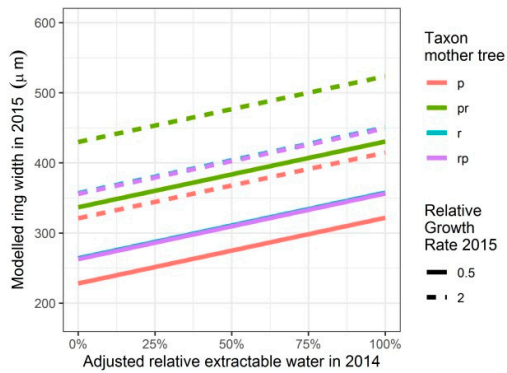 Modelled ring width in 2015 (μm)
600
500
400
300
200
0%
25%
50%
75%
100%
Adjusted relative extractable water in 2014
Taxon
mother tree
p
pr
r
rp
Relative
Growth
Rate 2015
0.5
2